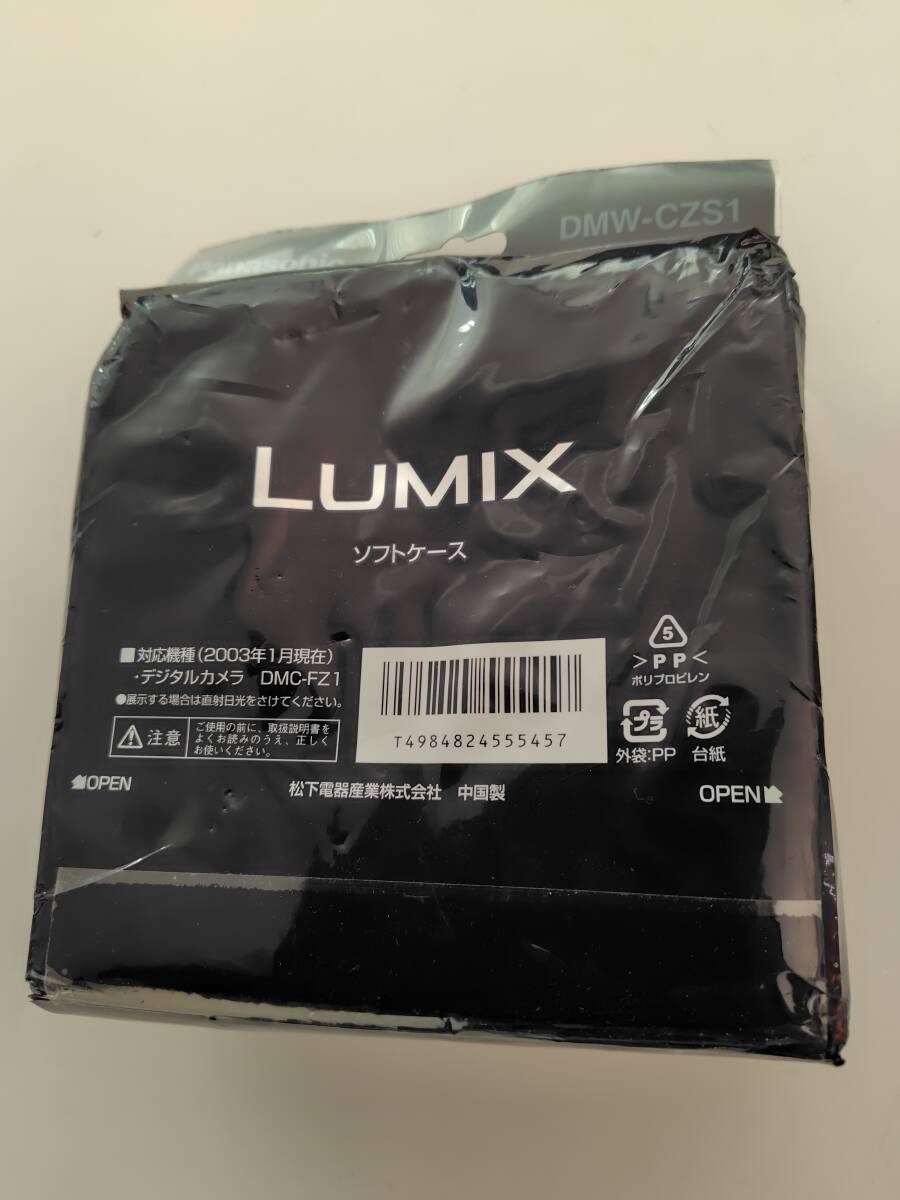 DMW-CZS1
Panasonic
LUMIX
ソフトケース
■対応機種(2003年1月現在)
・デジタルカメラ DMC-FZ1
●展示する場合は直射日光をさけてください。
注意
ご使用の前に、取扱説明書を
よくお読みのうえ、正しく
お使いください。
T4984824555457
5
>PP<
ポリプロピレン
プラ
外袋:PP
紙
台紙
OPEN
松下電器産業株式会社 中国製
OPEN